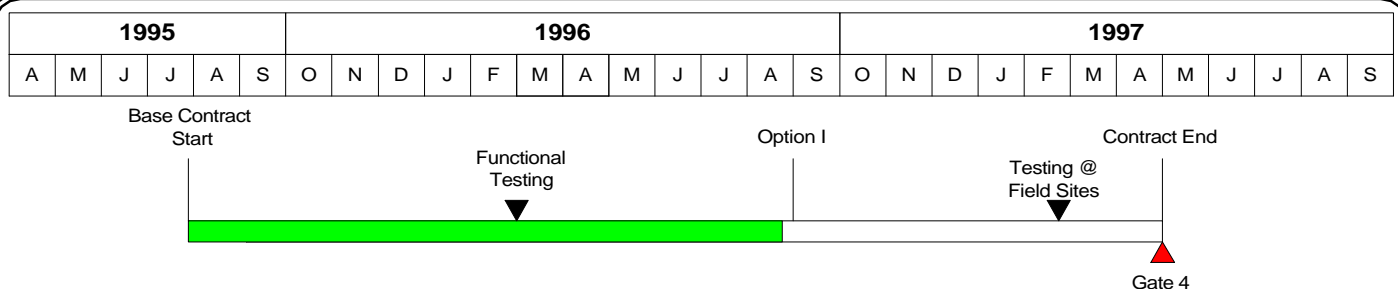 1995 1996 1997
A M J J A S O N D J F M A M J J A S O N D J F M A M J J A S
Base Contract
Start
Functional
Testing
Option I
Testing @
Field Sites
Contract End
Gate 4